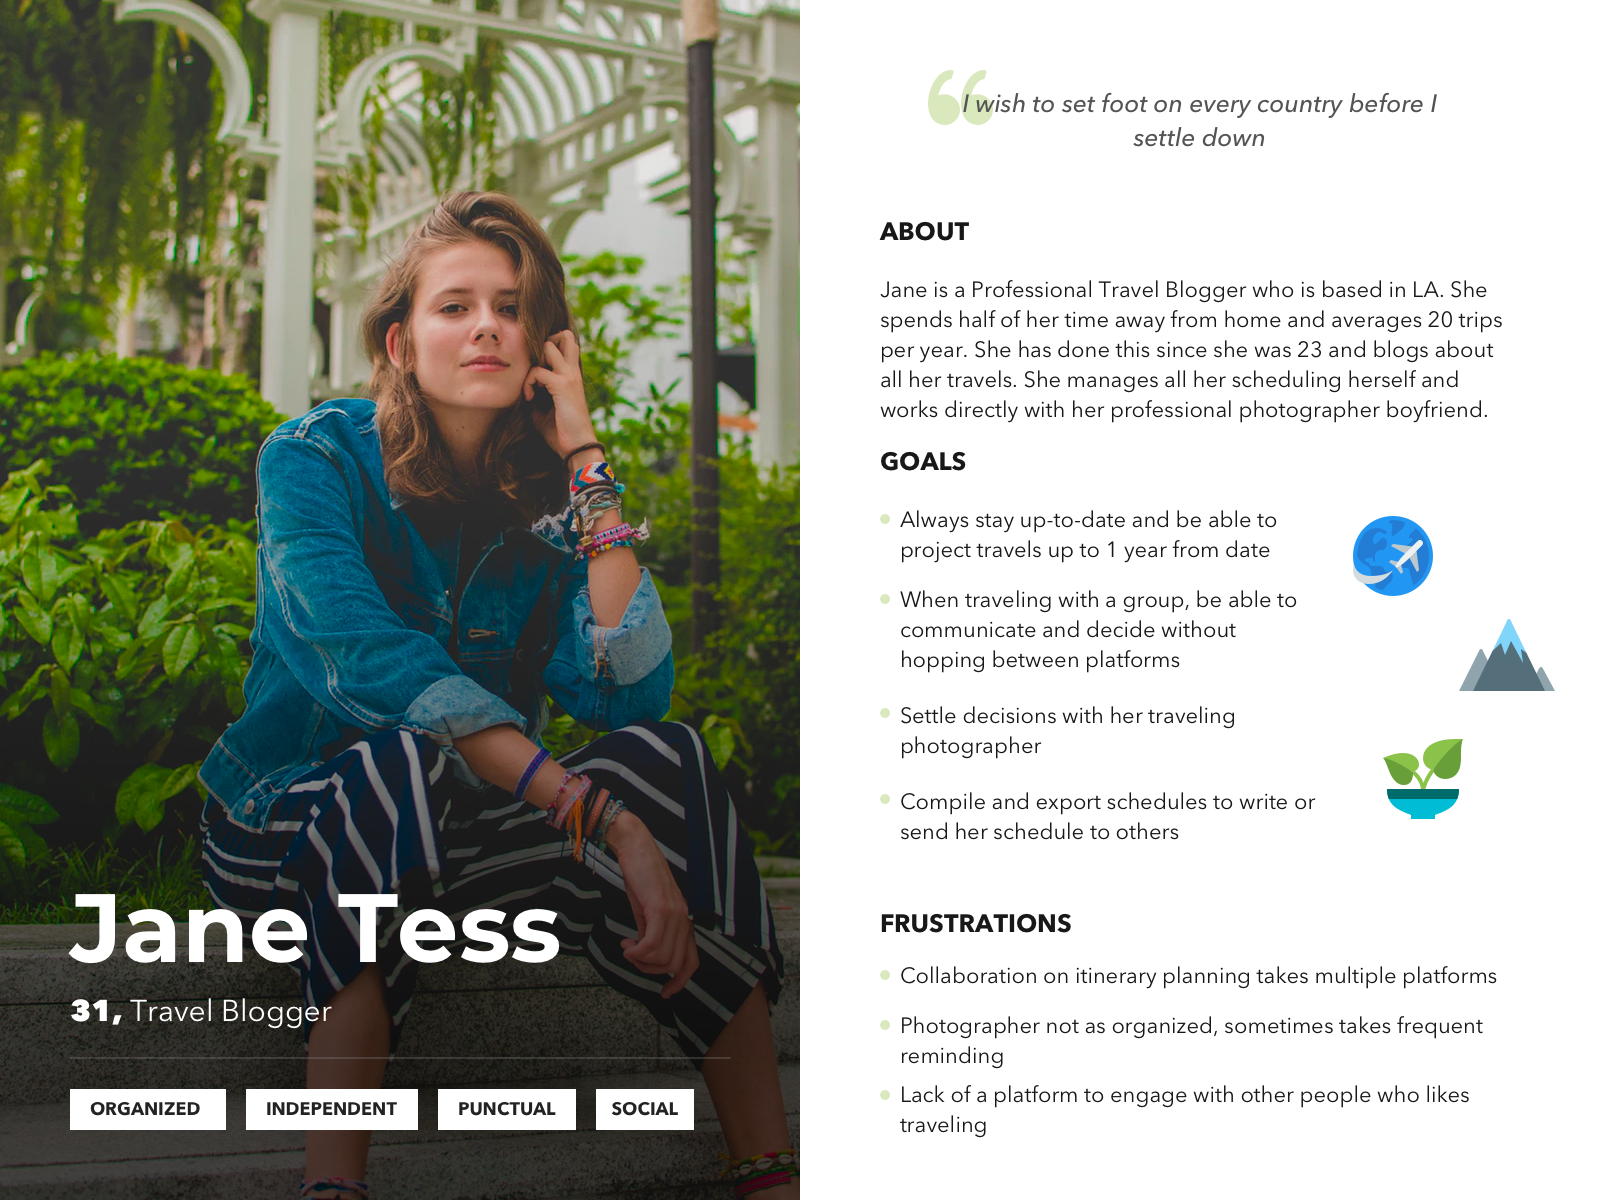 Jane Tess
31, Travel Blogger
ORGANIZED
INDEPENDENT
PUNCTUAL
SOCIAL
I wish to set foot on every country before I
settle down
ABOUT
Jane is a Professional Travel Blogger who is based in LA. She
spends half of her time away from home and averages 20 trips
per year. She has done this since she was 23 and blogs about
all her travels. She manages all her scheduling herself and
works directly with her professional photographer boyfriend.
GOALS
Always stay up-to-date and be able to
project travels up to 1 year from date
When traveling with a group, be able to
communicate and decide without
hopping between platforms
Settle decisions with her traveling
photographer
Compile and export schedules to write or
send her schedule to others
FRUSTRATIONS
Collaboration on itinerary planning takes multiple platforms
Photographer not as organized, sometimes takes frequent
reminding
Lack of a platform to engage with other people who likes
traveling